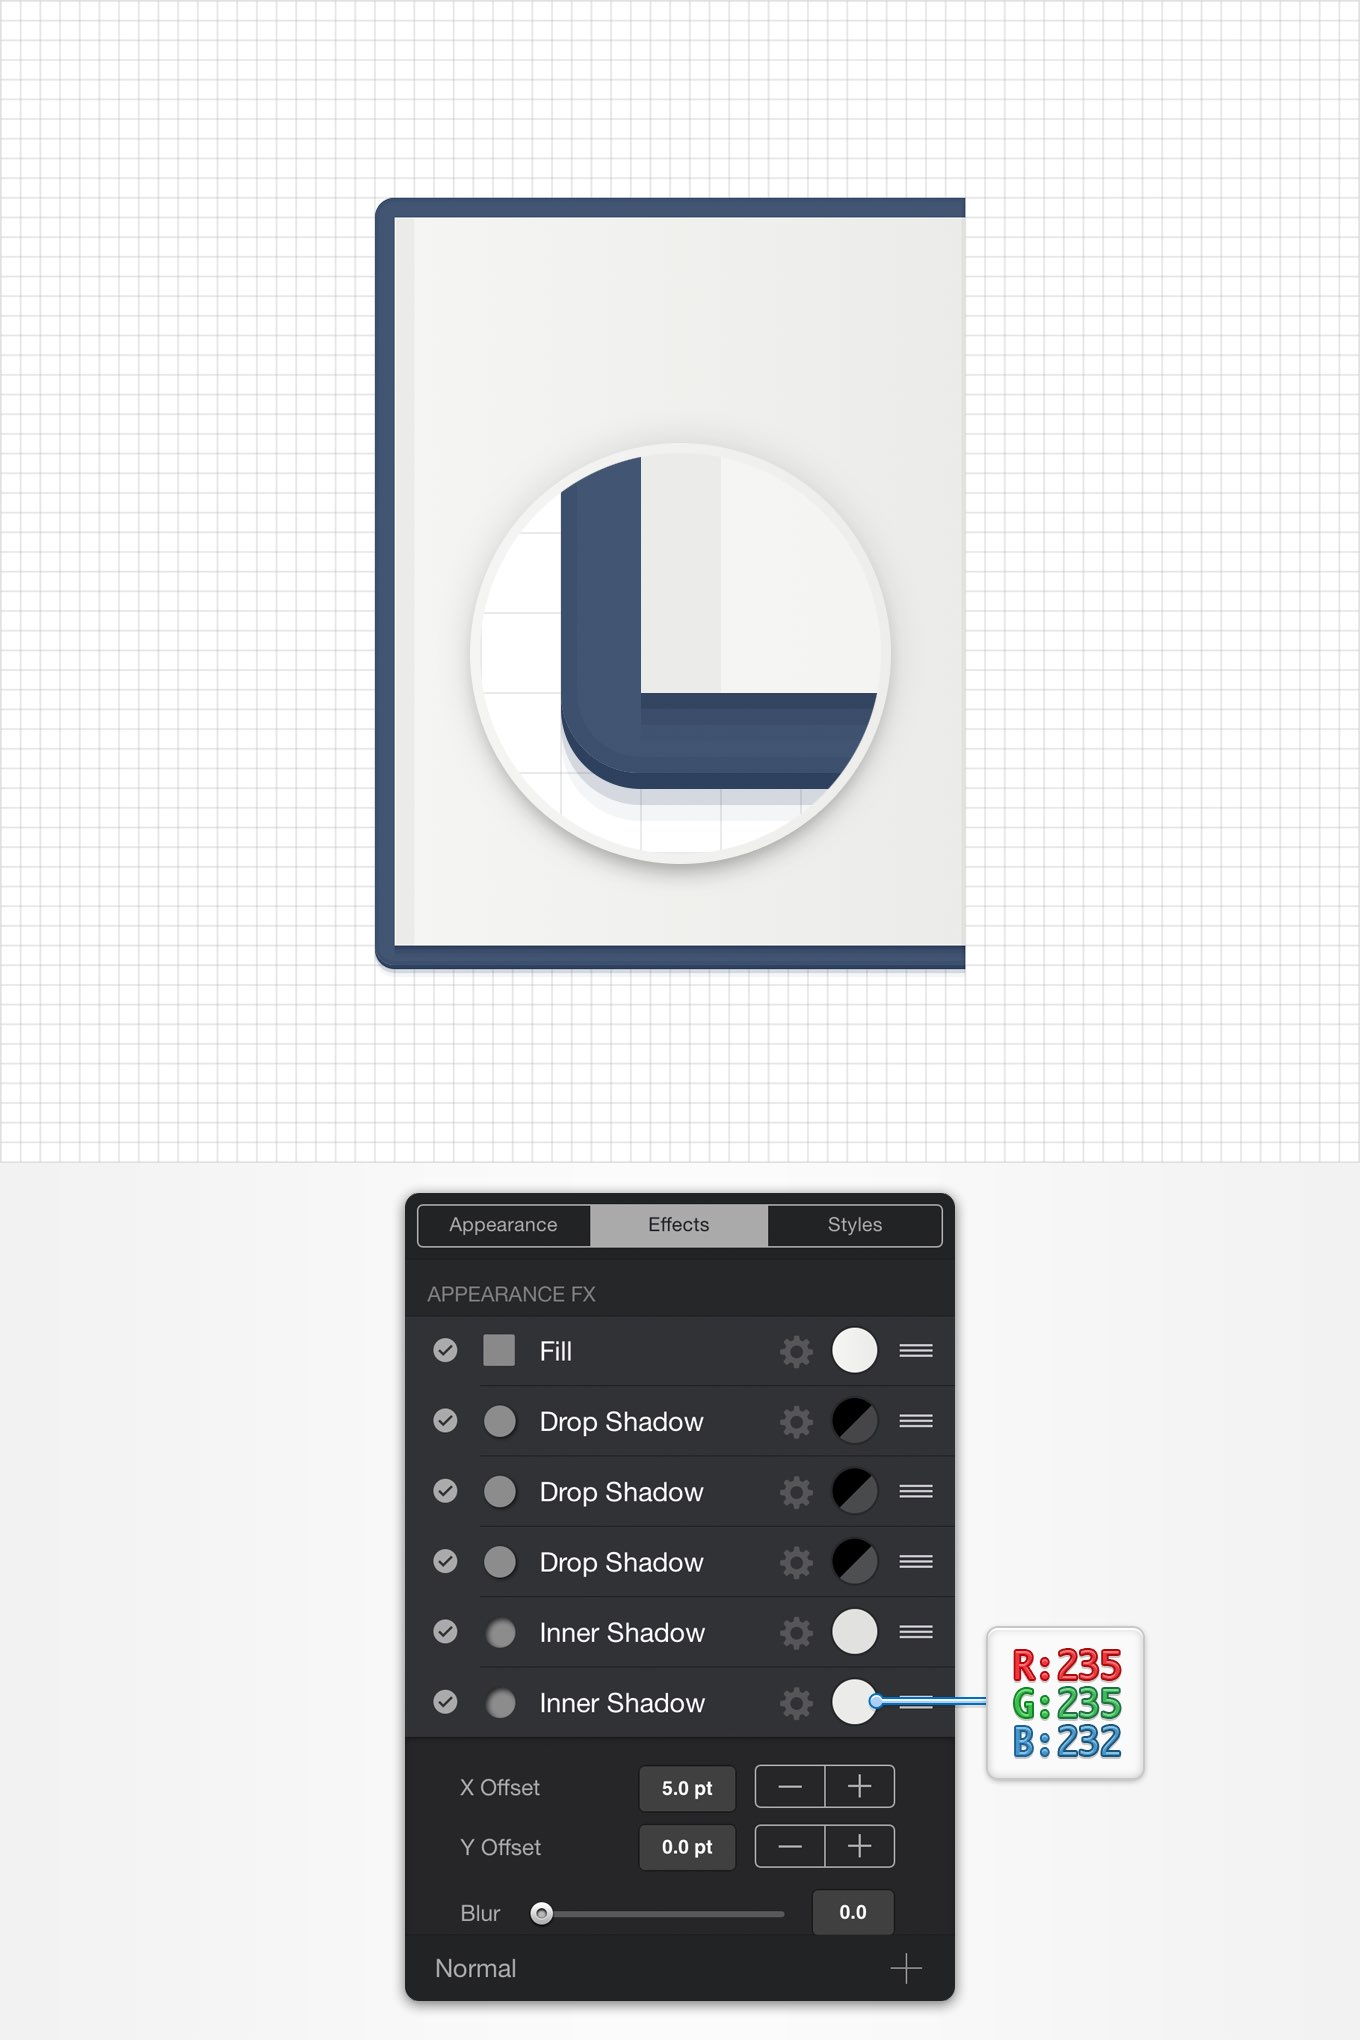 Appearance Effects Styles
APPEARANCE FX
Fill
Drop Shadow
Drop Shadow
Drop Shadow
Inner Shadow
Inner Shadow
R:235
G:235
B:232
X Offset 5.0 pt
Y Offset 0.0 pt
Blur 0.0
Normal